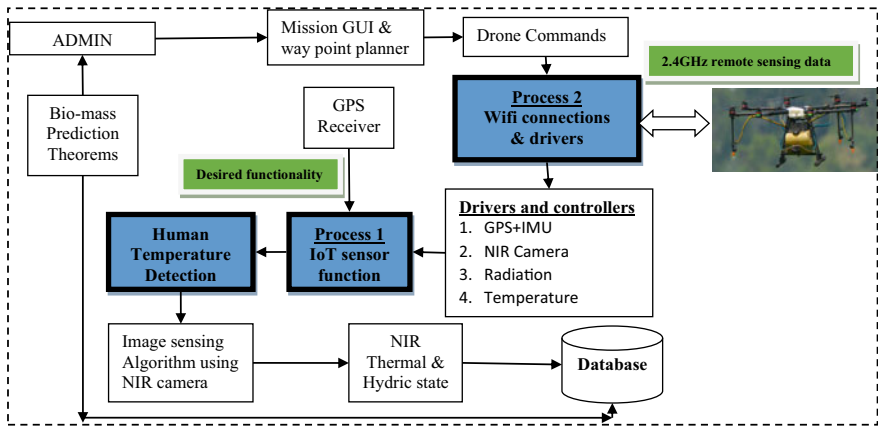 ADMIN
Mission GUI &
way point planner
Drone Commands
2.4GHz remote sensing data
Bio-mass
Prediction
Theorems
GPS
Receiver
Process 2
Wifi connections
& drivers
Desired functionality
Drivers and controllers
1. GPS+IMU
2. NIR Camera
3. Radiation
4. Temperature
Human
Temperature
Detection
Process 1
IoT sensor
function
Image sensing
Algorithm using
NIR camera
NIR
Thermal &
Hydric state
Database